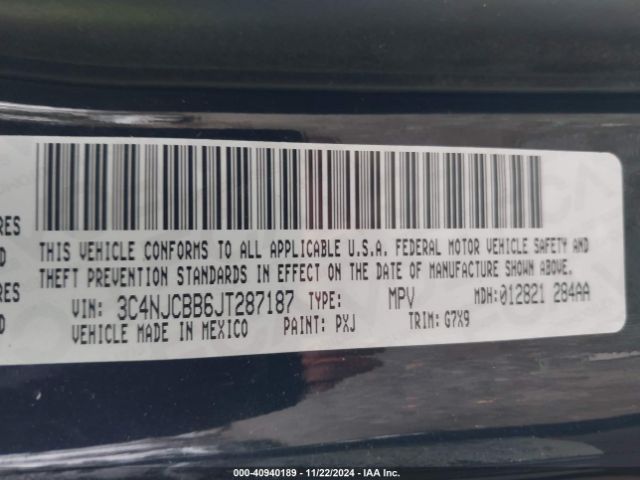 RES
THIS VEHICLE CONFORMS TO ALL APPLICABLE U.S.A. FEDERAL MOTOR VEHICLE SAFETY AND
D
THEFT PREVENTION STANDARDS IN EFFECT ON THE DATE OF MANUFACTURE SHOWN ABOVE.
RES
VIN: 3C4NJCBB6JT287187 TYPE: MPV MDH:012821 284AA
D
VEHICLE MADE IN MEXICO PAINT: PXJ TRIM: G7X9
000-40940189 - 11/22/2024 - IAA Inc.